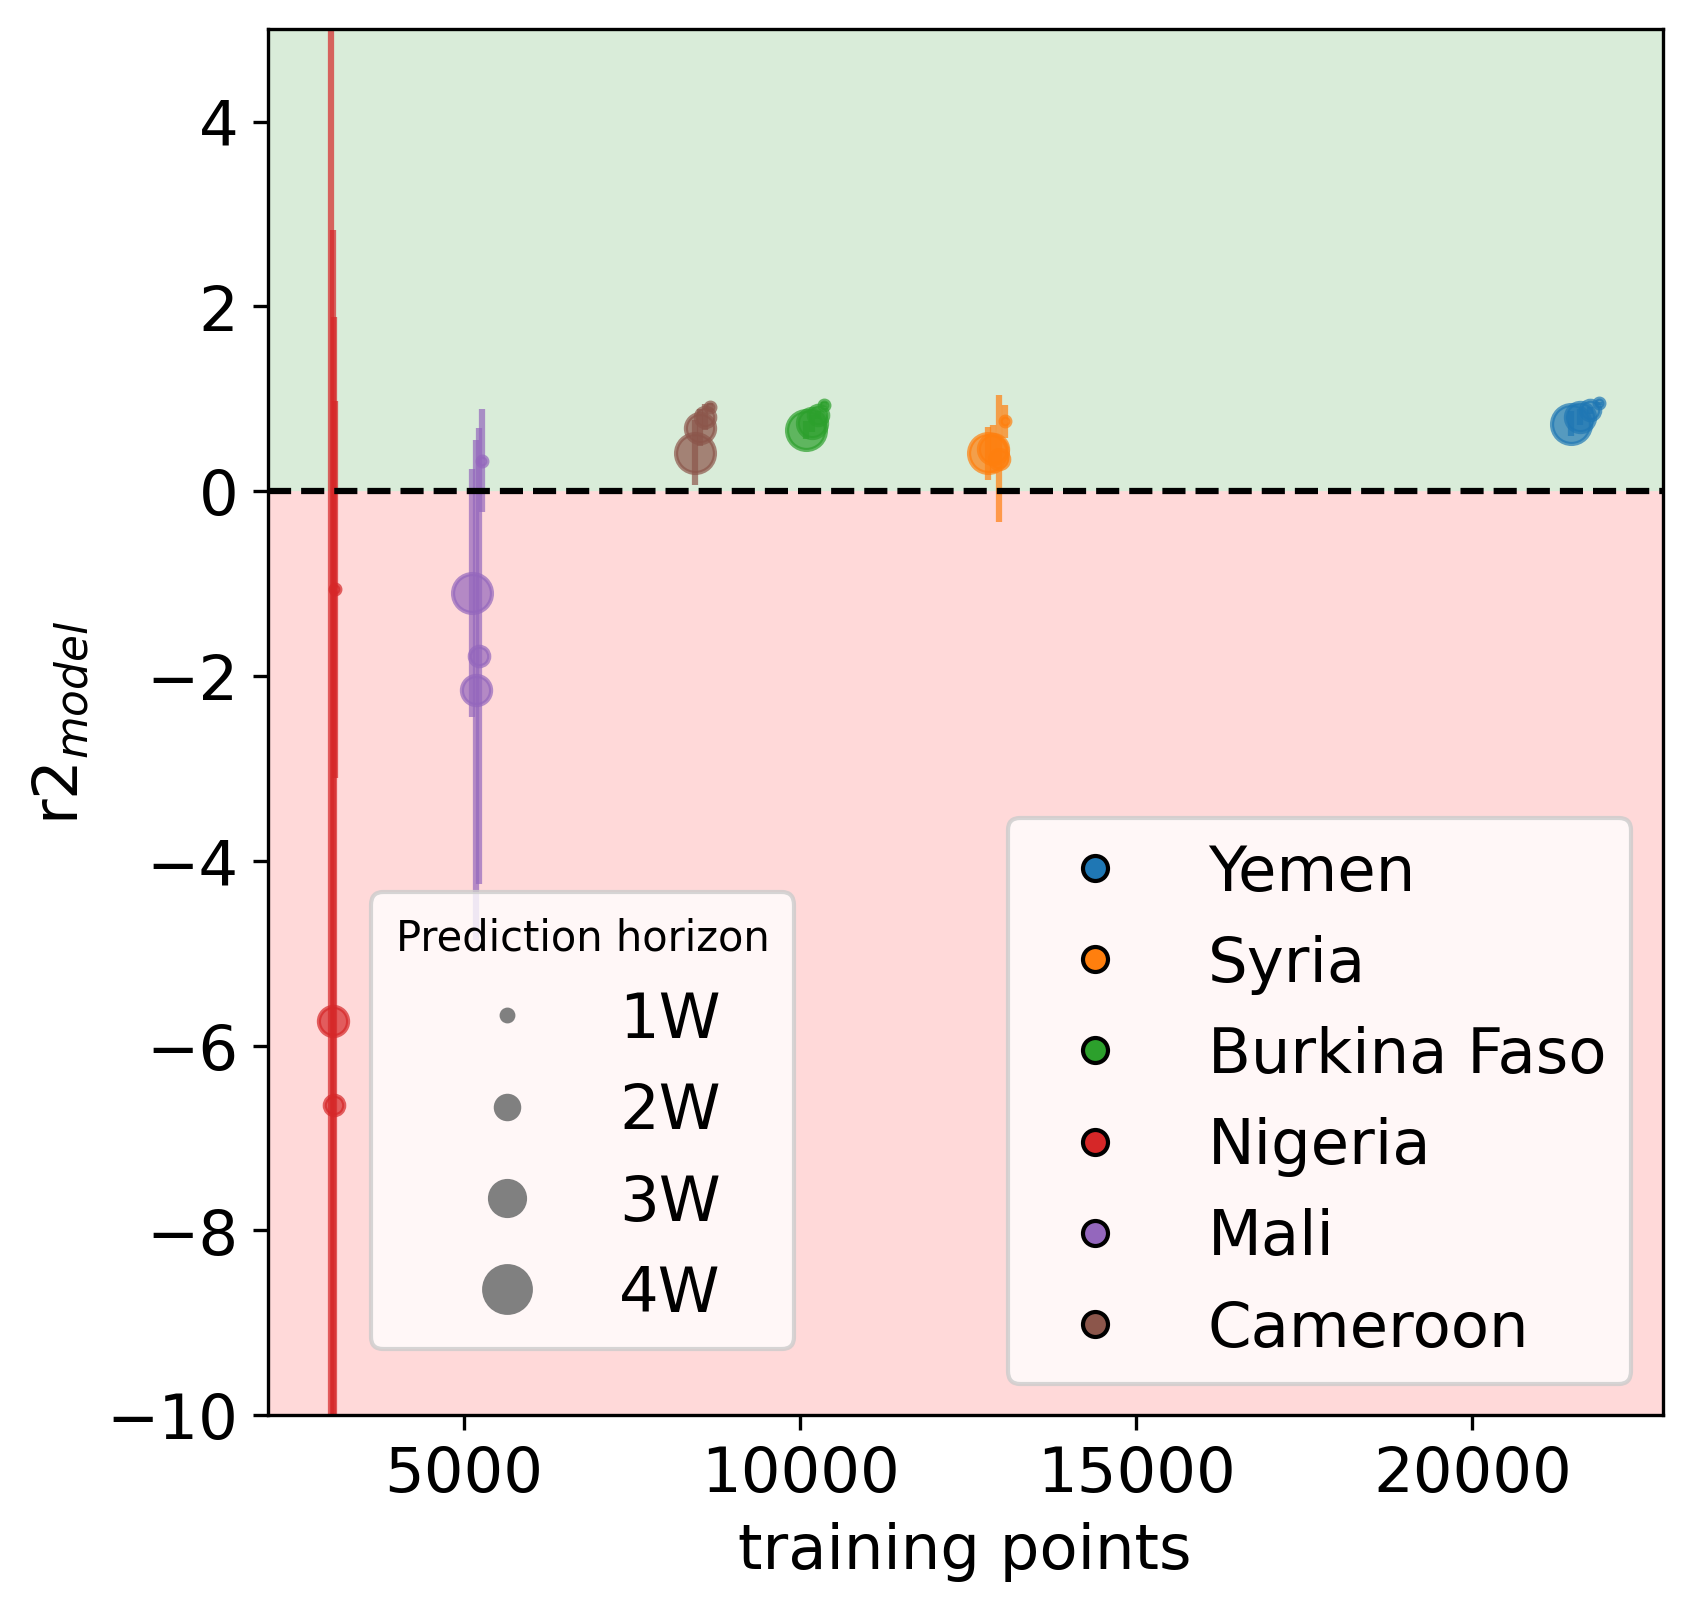 4
2
0
−2
−4
−6
−8
−10
r2model
5000 10000 15000 20000
training points
Prediction horizon
1W
2W
3W
4W
Yemen
Syria
Burkina Faso
Nigeria
Mali
Cameroon